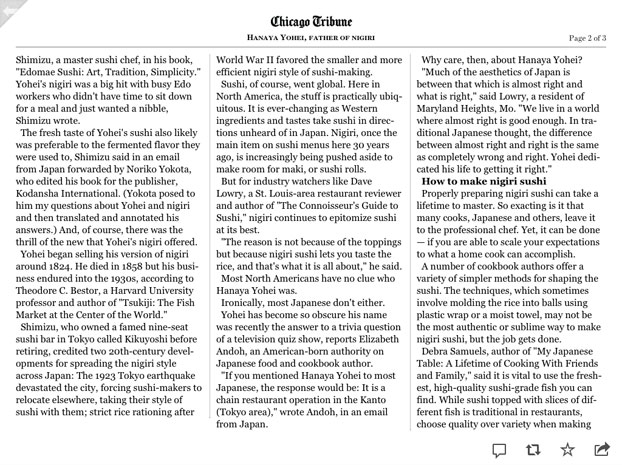 Chicago Tribune
HANAYA YOHEI, FATHER OF NIGIRI
Page 2 of 3
Shimizu, a master sushi chef, in his book,
"Edomae Sushi: Art, Tradition, Simplicity."
Yohei's nigiri was a big hit with busy Edo
workers who didn't have time to sit down
for a meal and just wanted a nibble,
Shimizu wrote.
The fresh taste of Yohei's sushi also likely
was preferable to the fermented flavor they
were used to, Shimizu said in an email
from Japan forwarded by Noriko Yokota,
who edited his book for the publisher,
Kodansha International. (Yokota posed to
him my questions about Yohei and nigiri
and then translated and annotated his
answers.) And, of course, there was the
thrill of the new that Yohei's nigiri offered.
Yohei began selling his version of nigiri
around 1824. He died in 1858 but his busi-
ness endured into the 1930s, according to
Theodore C. Bestor, a Harvard University
professor and author of "Tsukiji: The Fish
Market at the Center of the World."
Shimizu, who owned a famed nine-seat
sushi bar in Tokyo called Kikuyoshi before
retiring, credited two 20th-century devel-
opments for spreading the nigiri style
across Japan: The 1923 Tokyo earthquake
devastated the city, forcing sushi-makers to
relocate elsewhere, taking their style of
sushi with them; strict rice rationing after
World War II favored the smaller and more
efficient nigiri style of sushi-making.
Sushi, of course, went global. Here in
North America, the stuff is practically ubiq-
uitous. It is ever-changing as Western
ingredients and tastes take sushi in direc-
tions unheard of in Japan. Nigiri, once the
main item on sushi menus here 30 years
ago, is increasingly being pushed aside to
make room for maki, or sushi rolls.
But for industry watchers like Dave
Lowry, a St. Louis-area restaurant reviewer
and author of "The Connoisseur's Guide to
Sushi," nigiri continues to epitomize sushi
at its best.
"The reason is not because of the toppings
but because nigiri sushi lets you taste the
rice, and that's what it is all about," he said.
Most North Americans have no clue who
Hanaya Yohei was.
Ironically, most Japanese don't either.
Yohei has become so obscure his name
was recently the answer to a trivia question
of a television quiz show, reports Elizabeth
Andoh, an American-born authority on
Japanese food and cookbook author.
"If you mentioned Hanaya Yohei to most
Japanese, the response would be: It is a
chain restaurant operation in the Kanto
(Tokyo area)," wrote Andoh, in an email
from Japan.
Why care, then, about Hanaya Yohei?
"Much of the aesthetics of Japan is
between that which is almost right and
what is right," said Lowry, a resident of
Maryland Heights, Mo. "We live in a world
where almost right is good enough. In tra-
ditional Japanese thought, the difference
between almost right and right is the same
as completely wrong and right. Yohei dedi-
cated his life to getting it right."
How to make nigiri sushi
Properly preparing nigiri sushi can take a
lifetime to master. So exacting is it that
many cooks, Japanese and others, leave it
to the professional chef. Yet, it can be done
— if you are able to scale your expectations
to what a home cook can accomplish.
A number of cookbook authors offer a
variety of simpler methods for shaping the
sushi. The techniques, which sometimes
involve molding the rice into balls using
plastic wrap or a moist towel, may not be
the most authentic or sublime way to make
nigiri sushi, but the job gets done.
Debra Samuels, author of "My Japanese
Table: A Lifetime of Cooking With Friends
and Family," said it is vital to use the fresh-
est, high-quality sushi-grade fish you can
find. While sushi topped with slices of dif-
ferent fish is traditional in restaurants,
choose quality over variety when making